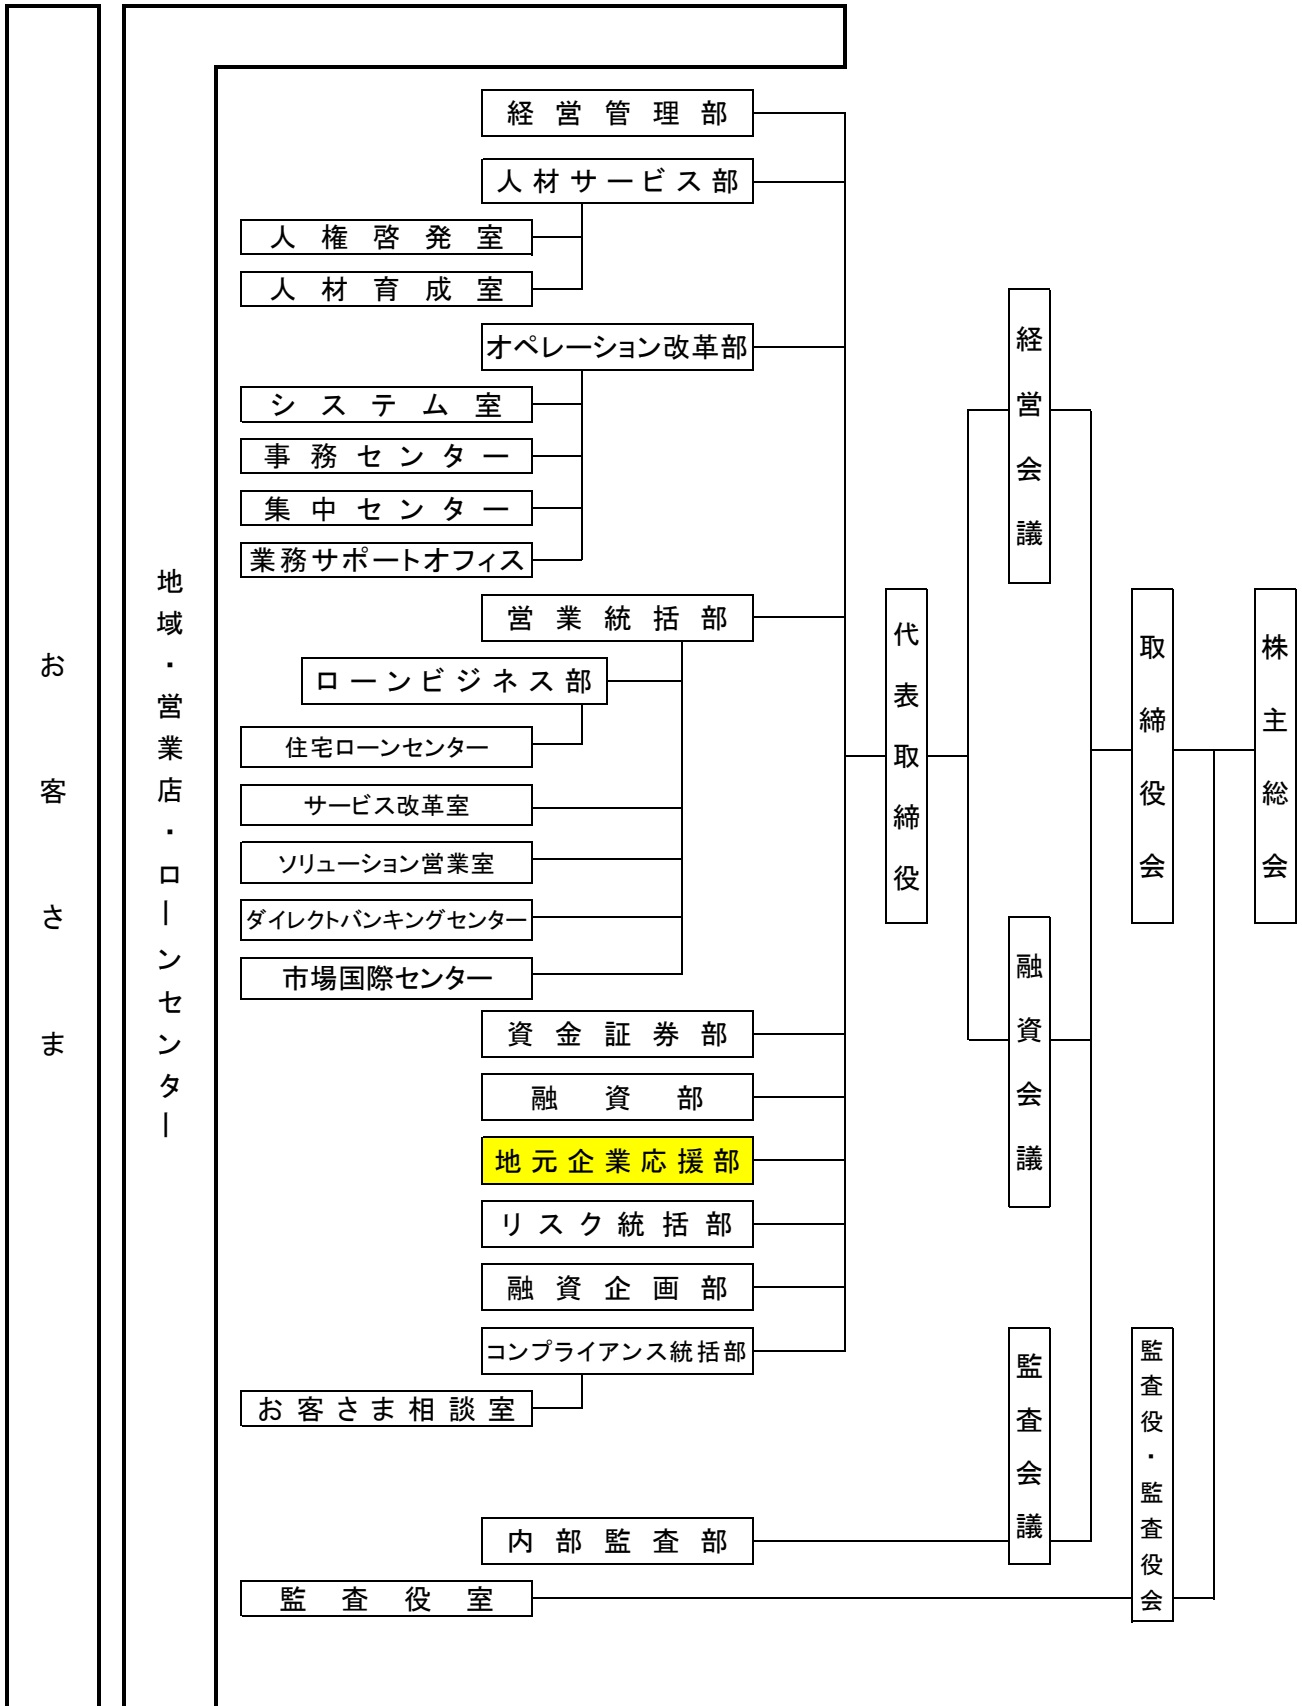 お客さま
地域・営業店・ローンセンター
経営管理部
人材サービス部
人権啓発室
人材育成室
オペレーション改革部
システム室
事務センター
集中センター
業務サポートオフィス
営業統括部
ローンビジネス部
住宅ローンセンター
サービス改革室
ソリューション営業室
ダイレクトバンキングセンター
市場国際センター
資金証券部
融資部
地元企業応援部
リスク統括部
融資企画部
コンプライアンス統括部
お客さま相談室
内部監査部
監査役室
代表取締役
経営会議
融資会議
監査会議
取締役会
監査役・監査役会
株主総会